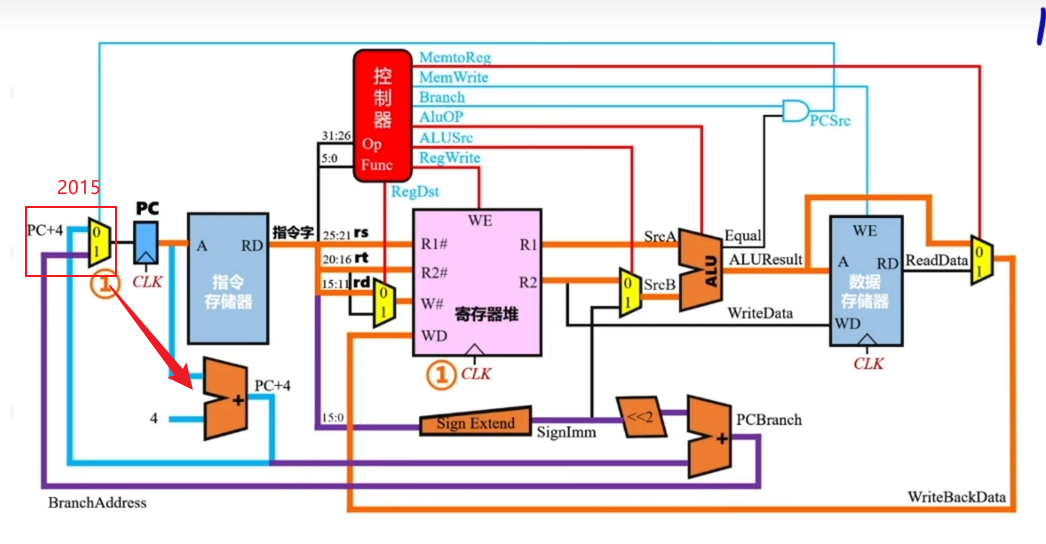 MemtoReg
MemWrite
Branch
AluOP
ALUSrc
RegWrite
RegDst
控制器
Op
Func
31:26
5:0
PCSrc
2015
PC+4
0
1
①
PC
CLK
A
RD
指令存储器
指令字
25:21 rs
20:16 rt
15:11 rd
0
1
WE
R1#
R2#
W#
WD
R1
R2
寄存器堆
①
CLK
SrcA
SrcB
0
1
ALU
Equal
ALUResult
WriteData
WE
A
RD
数据存储器
WD
CLK
ReadData
0
1
4
+
PC+4
15:0
Sign Extend
SignImm
<<2
+
PCBranch
BranchAddress
WriteBackData